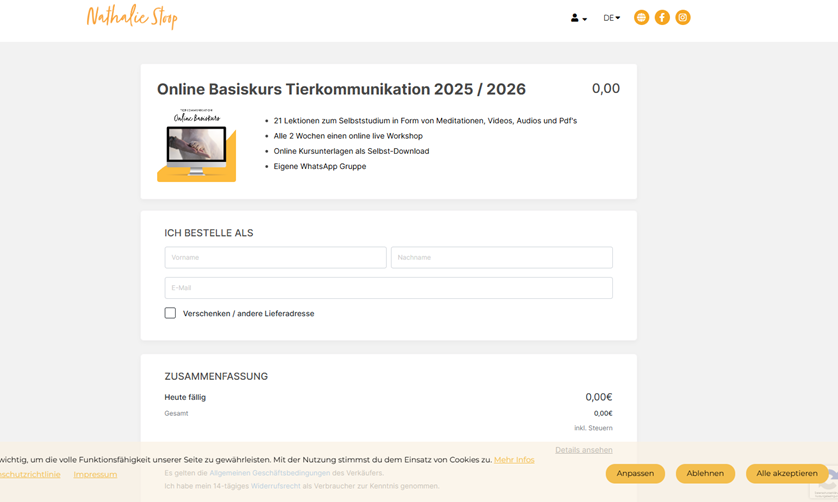 Nathalie Stoop
DE
Online Basiskurs Tierkommunikation 2025 / 2026
0,00
Online Basiskurs
21 Lektionen zum Selbststudium in Form von Meditationen, Videos, Audios und Pdf's
Alle 2 Wochen einen online live Workshop
Online Kursunterlagen als Selbst-Download
Eigene WhatsApp Gruppe
ICH BESTELLE ALS
Vorname
Nachname
E-Mail
Verschenken / andere Lieferadresse
ZUSAMMENFASSUNG
Heute fällig
0,00€
Gesamt
0,00€
inkl. Steuern
Details ansehen
wichtig, um die volle Funktionsfähigkeit unserer Seite zu gewährleisten. Mit der Nutzung stimmst du dem Einsatz von Cookies zu. Mehr Infos
schutzrichtlinie Impressum
Anpassen
Ablehnen
Alle akzeptieren
Es gelten die Allgemeinen Geschäftsbedingungen des Verkäufers.
Ich habe mein 14-tägiges Widerrufsrecht als Verbraucher zur Kenntnis genommen.